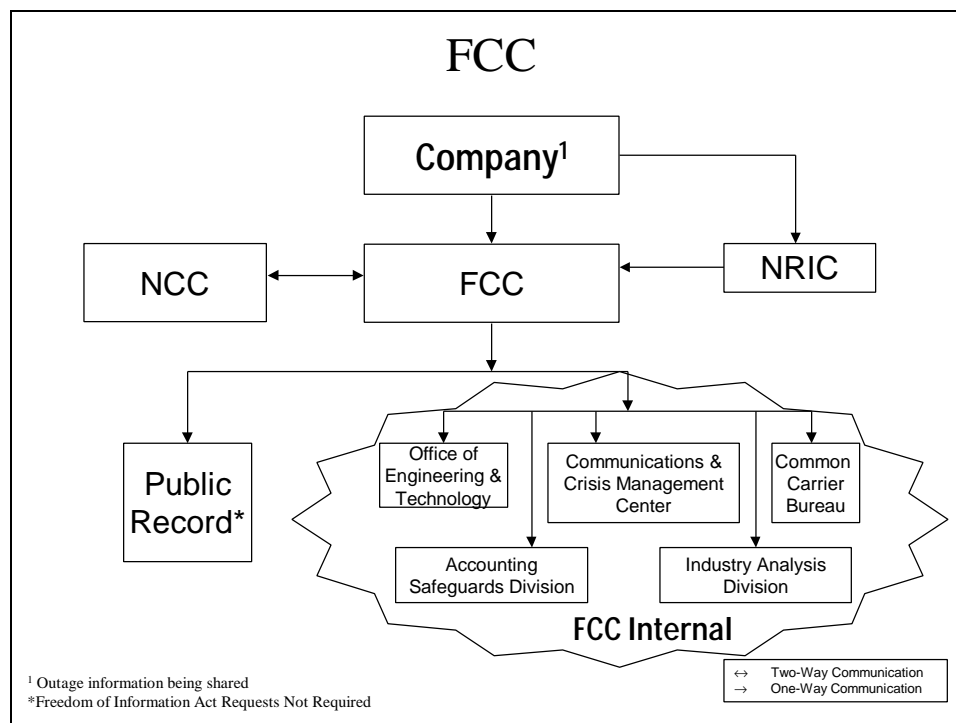 FCC
Company¹
NCC
FCC
NRIC
Public
Record*
Office of
Engineering &
Technology
Communications &
Crisis Management
Center
Common
Carrier
Bureau
Accounting
Safeguards Division
Industry Analysis
Division
FCC Internal
¹ Outage information being shared
*Freedom of Information Act Requests Not Required
↔ Two-Way Communication
→ One-Way Communication